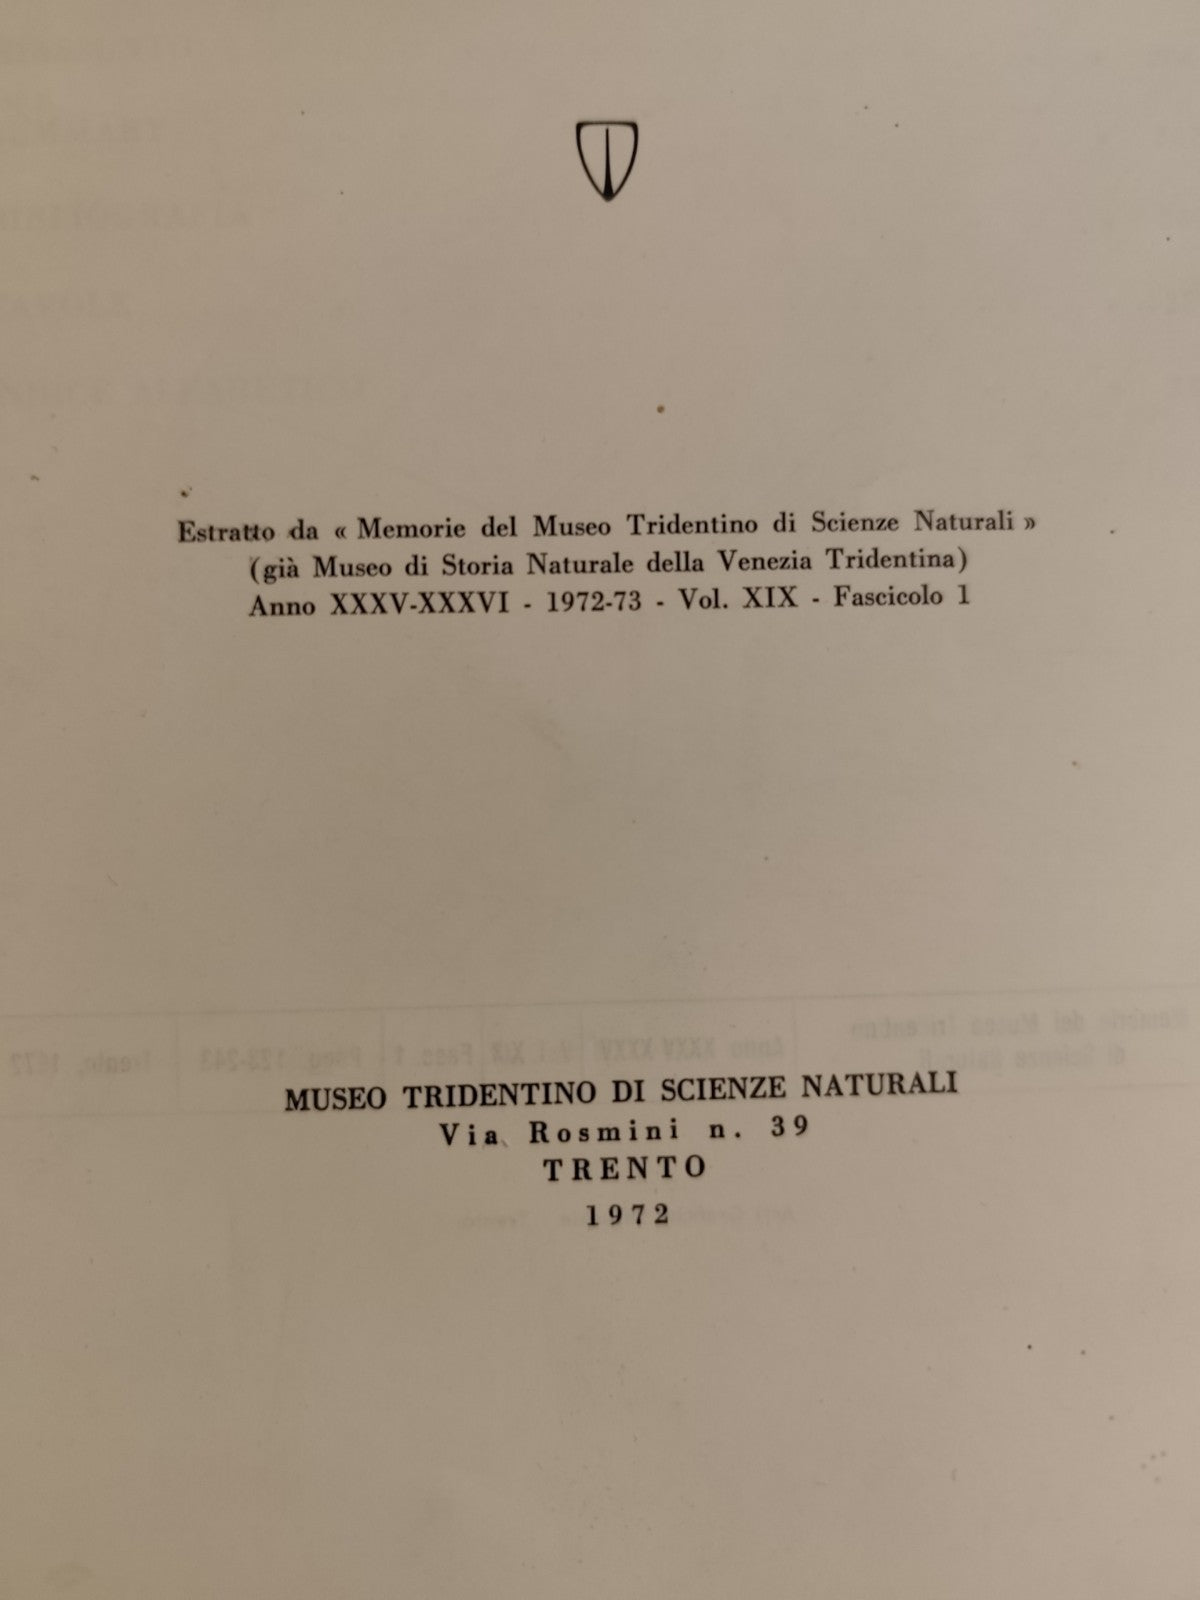 Estratto da « Memorie del Museo Tridentino di Scienze Naturali »
(già Museo di Storia Naturale della Venezia Tridentina)
Anno XXXV-XXXVI - 1972-73 - Vol. XIX - Fascicolo 1
MUSEO TRIDENTINO DI SCIENZE NATURALI
Via Rosmini n. 39
TRENTO
1972